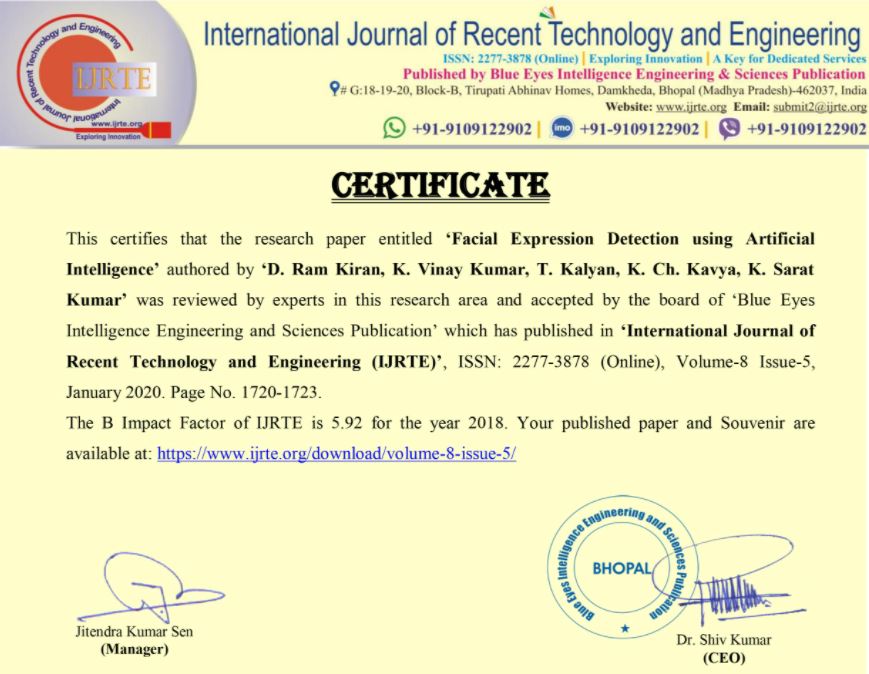 International Journal of Recent Technology and Engineering
IJRTE
www.ijrte.org
Exploring Innovation
International Journal of Recent Technology and Engineering
ISSN: 2277-3878 (Online) | Exploring Innovation | A Key for Dedicated Services
Published by Blue Eyes Intelligence Engineering & Sciences Publication
# G:18-19-20, Block-B, Tirupati Abhinav Homes, Damkheda, Bhopal (Madhya Pradesh)-462037, India
Website: www.ijrte.org Email: submit2@ijrte.org
+91-9109122902 | imo +91-9109122902 | +91-9109122902
CERTIFICATE
This certifies that the research paper entitled ‘Facial Expression Detection using Artificial
Intelligence’ authored by ‘D. Ram Kiran, K. Vinay Kumar, T. Kalyan, K. Ch. Kavya, K. Sarat
Kumar’ was reviewed by experts in this research area and accepted by the board of ‘Blue Eyes
Intelligence Engineering and Sciences Publication’ which has published in ‘International Journal of
Recent Technology and Engineering (IJRTE)’, ISSN: 2277-3878 (Online), Volume-8 Issue-5,
January 2020. Page No. 1720-1723.
The B Impact Factor of IJRTE is 5.92 for the year 2018. Your published paper and Souvenir are
available at: https://www.ijrte.org/download/volume-8-issue-5/
Blue Eyes Intelligence Engineering and Sciences Publication
BHOPAL
Jitendra Kumar Sen
(Manager)
Dr. Shiv Kumar
(CEO)